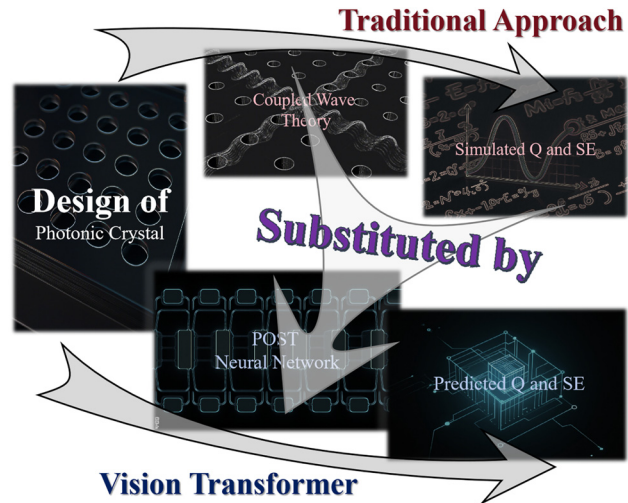 Traditional Approach
Coupled Wave
Theory
Simulated Q and SE
Design of
Photonic Crystal
Substituted by
POST
Neural Network
Predicted Q and SE
Vision Transformer